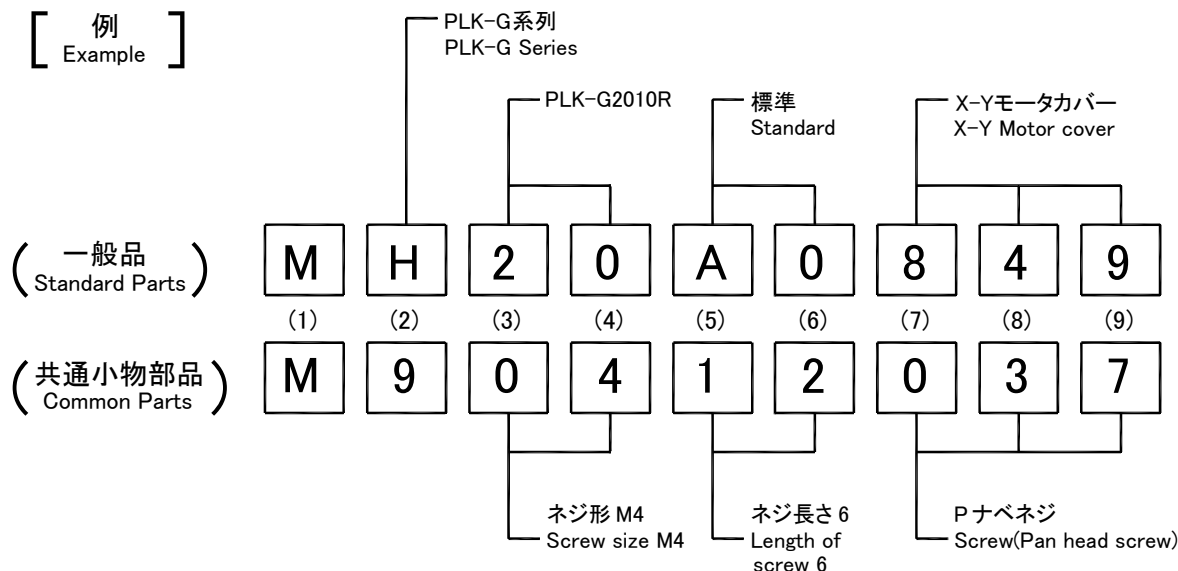 例
Example
PLK-G系列
PLK-G Series
PLK-G2010R
標準
Standard
X-Yモータカバー
X-Y Motor cover
一般品
Standard Parts
M H 2 0 A 0 8 4 9
(1) (2) (3) (4) (5) (6) (7) (8) (9)
共通小物部品
Common Parts
M 9 0 4 1 2 0 3 7
ネジ形 M4
Screw size M4
ネジ長さ 6
Length of
screw 6
P ナベネジ
Screw(Pan head screw)